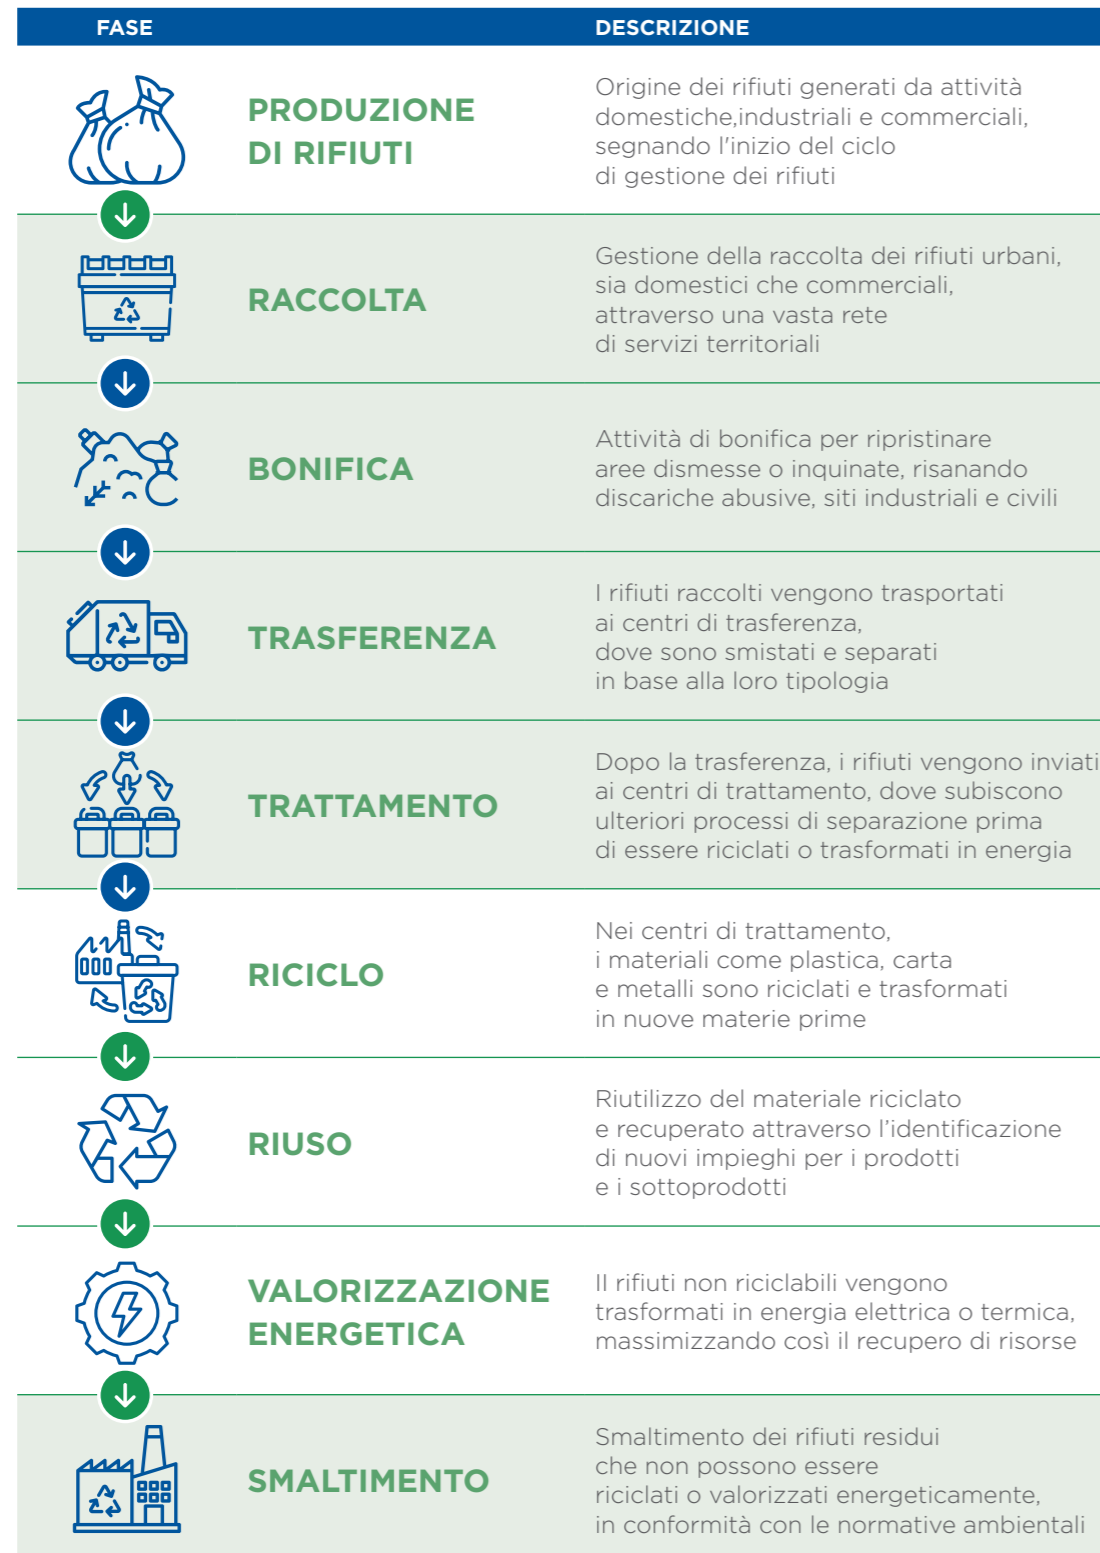 FASE
DESCRIZIONE
PRODUZIONE
DI RIFIUTI
Origine dei rifiuti generati da attività
domestiche,industriali e commerciali,
segnando l'inizio del ciclo
di gestione dei rifiuti
RACCOLTA
Gestione della raccolta dei rifiuti urbani,
sia domestici che commerciali,
attraverso una vasta rete
di servizi territoriali
BONIFICA
Attività di bonifica per ripristinare
aree dismesse o inquinate, risanando
discariche abusive, siti industriali e civili
TRASFERENZA
I rifiuti raccolti vengono trasportati
ai centri di trasferenza,
dove sono smistati e separati
in base alla loro tipologia
TRATTAMENTO
Dopo la trasferenza, i rifiuti vengono inviati
ai centri di trattamento, dove subiscono
ulteriori processi di separazione prima
di essere riciclati o trasformati in energia
RICICLO
Nei centri di trattamento,
i materiali come plastica, carta
e metalli sono riciclati e trasformati
in nuove materie prime
RIUSO
Riutilizzo del materiale riciclato
e recuperato attraverso l’identificazione
di nuovi impieghi per i prodotti
e i sottoprodotti
VALORIZZAZIONE
ENERGETICA
II rifiuti non riciclabili vengono
trasformati in energia elettrica o termica,
massimizzando così il recupero di risorse
SMALTIMENTO
Smaltimento dei rifiuti residui
che non possono essere
riciclati o valorizzati energeticamente,
in conformità con le normative ambientali